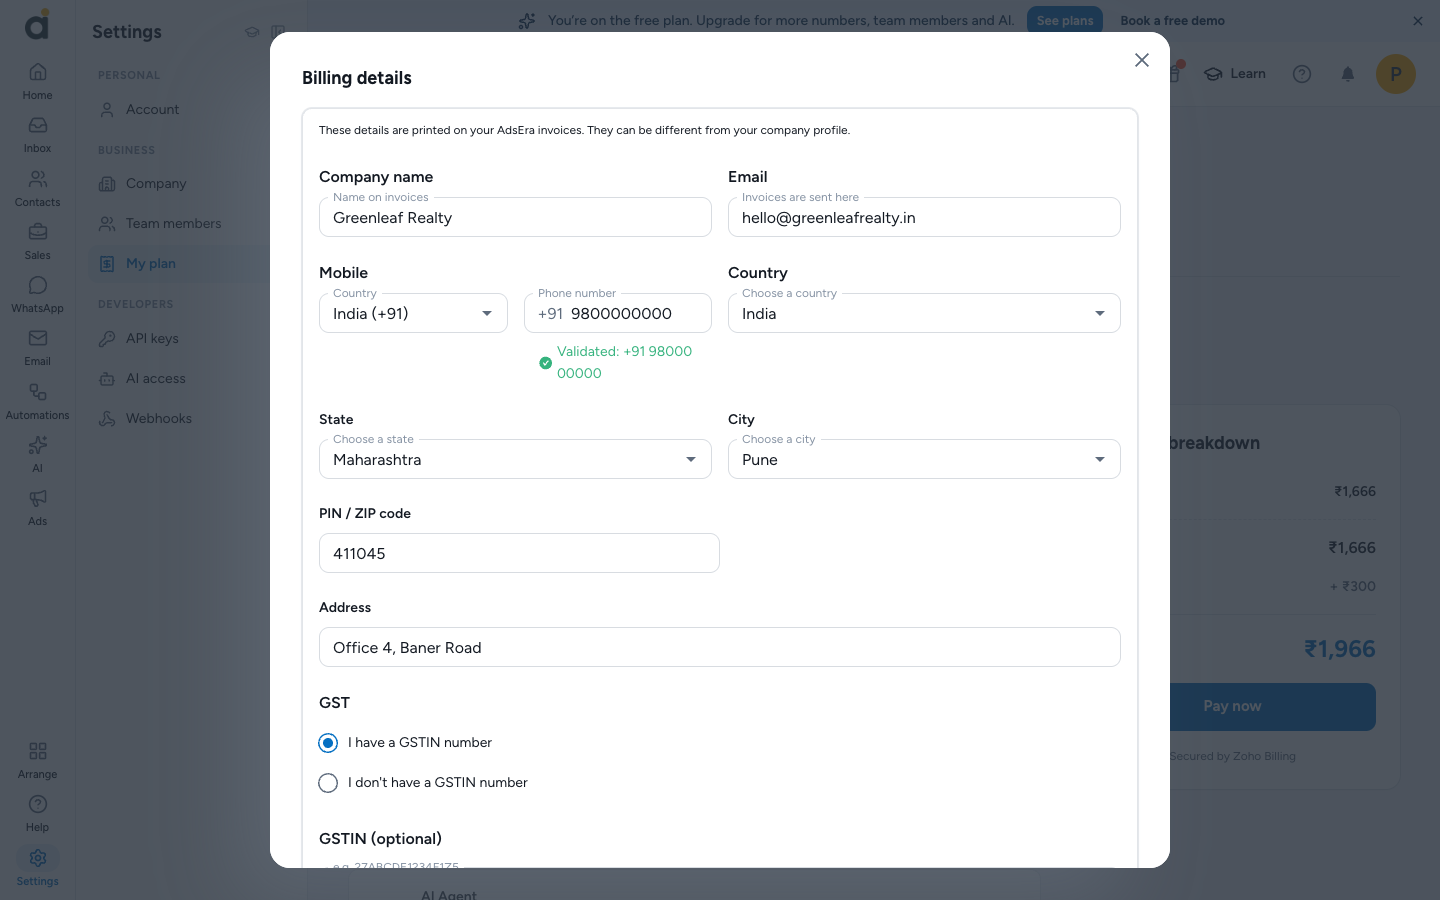 You're on the free plan. Upgrade for more numbers, team members and AI. See plans Book a free demo
Settings
Home
Inbox
Contacts
Sales
WhatsApp
Email
Automations
AI
Ads
Arrange
Help
Settings
PERSONAL
Account
BUSINESS
Company
Team members
My plan
DEVELOPERS
API keys
AI access
Webhooks
Learn
P
Billing details
These details are printed on your AdsEra invoices. They can be different from your company profile.
Company name
Name on invoices
Greenleaf Realty
Email
Invoices are sent here
hello@greenleafrealty.in
Mobile
Country
India (+91)
Phone number
+91 9800000000
Validated: +91 98000
00000
Country
Choose a country
India
State
Choose a state
Maharashtra
City
Choose a city
Pune
PIN / ZIP code
411045
Address
Office 4, Baner Road
GST
I have a GSTIN number
I don't have a GSTIN number
GSTIN (optional)
e.g. 27ABCDE1234F1Z5
breakdown
₹1,666
₹1,666
+ ₹300
₹1,966
Pay now
Secured by Zoho Billing
AI Agent